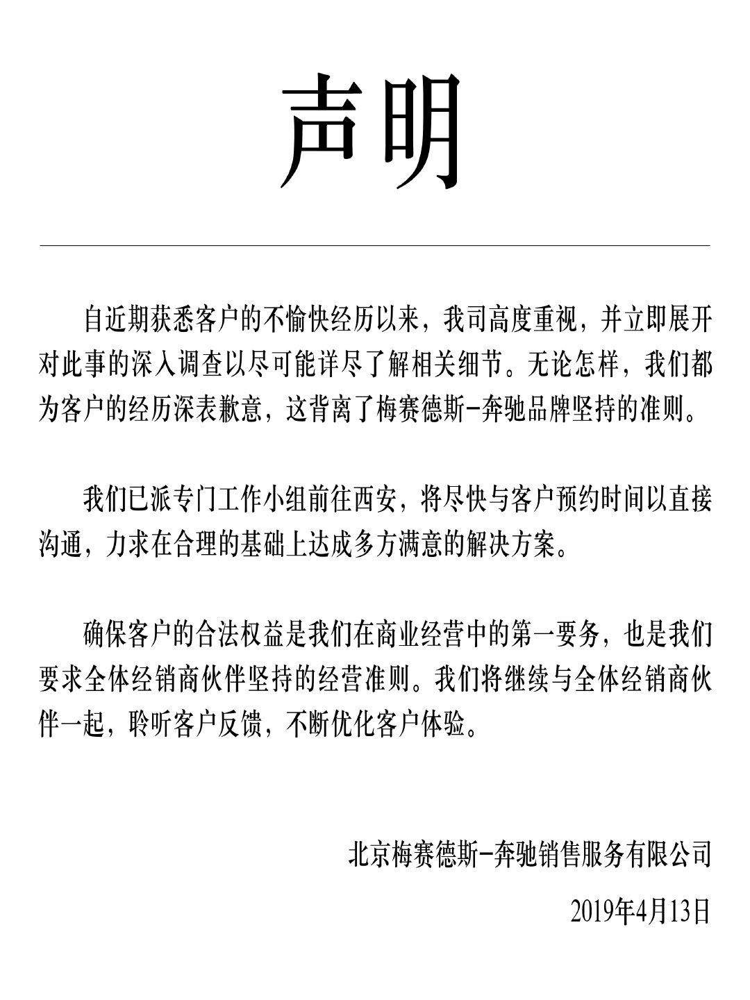 声明
自近期获悉客户的不愉快经历以来，我司高度重视，并立即展开
对此事的深入调查以尽可能详尽了解相关细节。无论怎样，我们都
为客户的经历深表歉意，这背离了梅赛德斯-奔驰品牌坚持的准则。
我们已派专门工作小组前往西安，将尽快与客户预约时间以直接
沟通，力求在合理的基础上达成多方满意的解决方案。
确保客户的合法权益是我们在商业经营中的第一要务，也是我们
要求全体经销商伙伴坚持的经营准则。我们将继续与全体经销商伙
伴一起，聆听客户反馈，不断优化客户体验。
北京梅赛德斯-奔驰销售服务有限公司
2019年4月13日